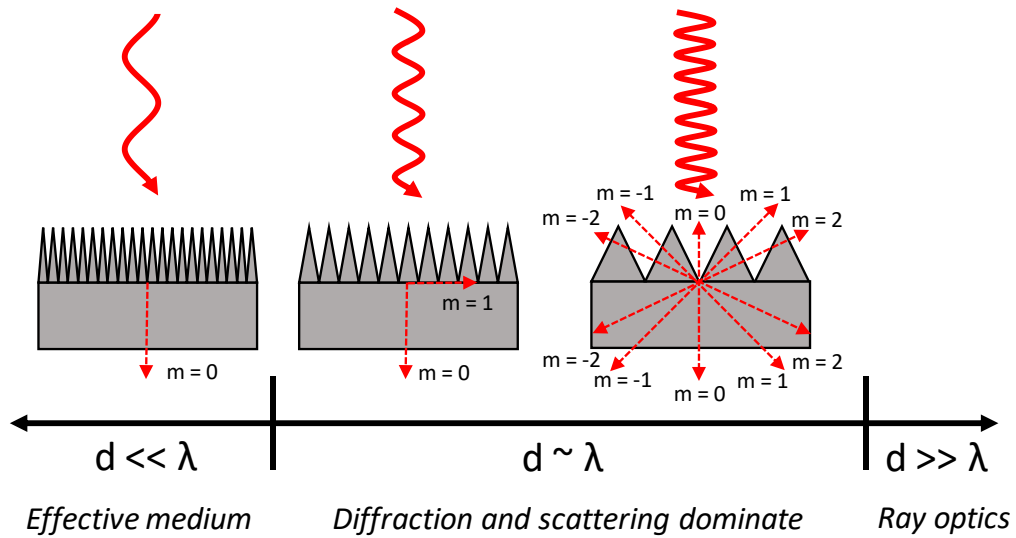 m = 0
m = 1
m = 0
m = -2
m = -1
m = 0
m = 1
m = 2
m = -2
m = -1
m = 0
m = 1
m = 2
d << λ
d ~ λ
d >> λ
Effective medium
Diffraction and scattering dominate
Ray optics